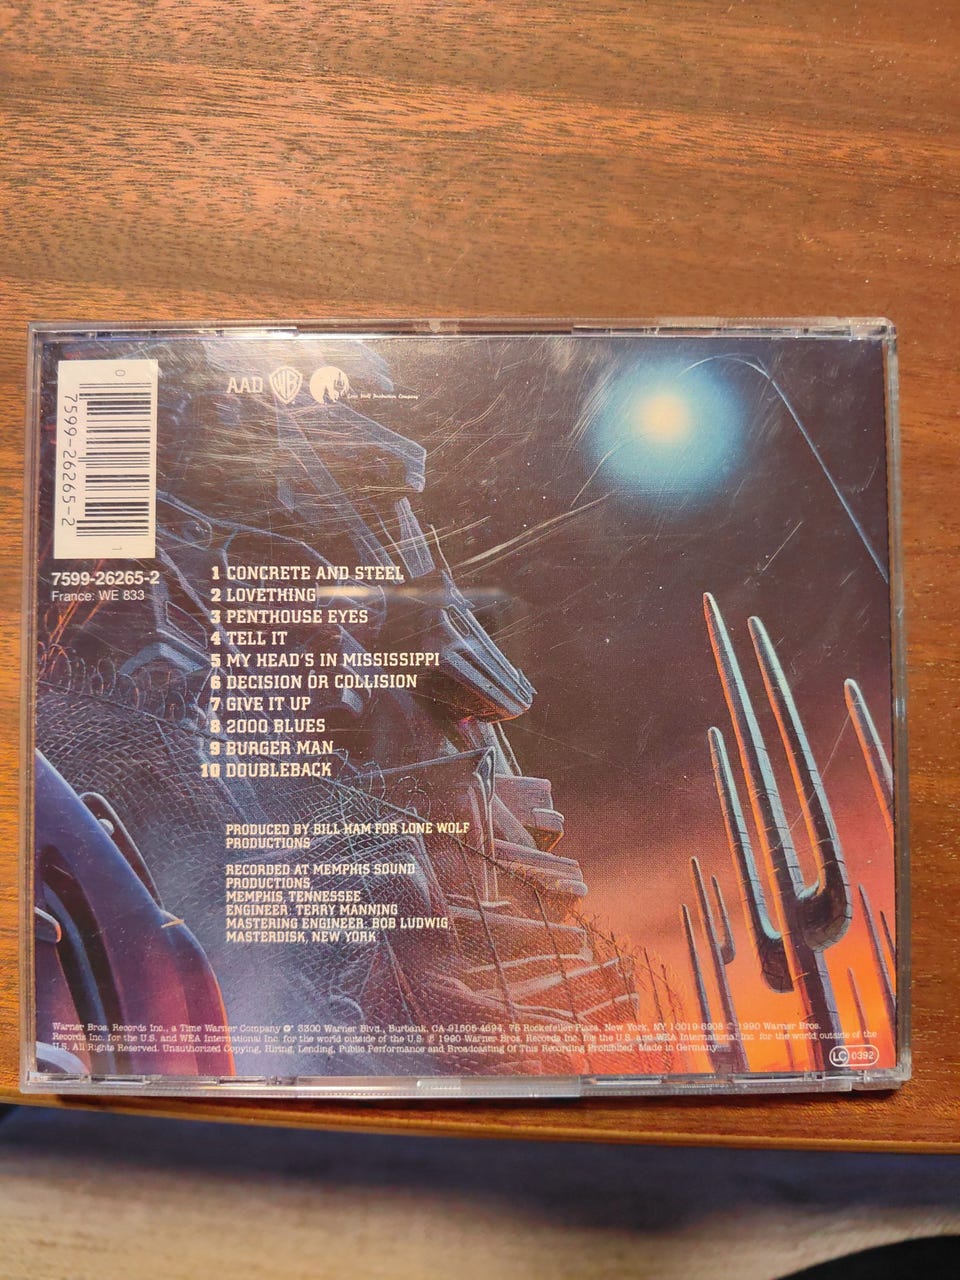 0
7599-26265-2
1
7599-26265-2
France: WE 833
AAD WB Lone Wolf Production Company
1 CONCRETE AND STEEL
2 LOVETHING
3 PENTHOUSE EYES
4 TELL IT
5 MY HEAD'S IN MISSISSIPPI
6 DECISION OR COLLISION
7 GIVE IT UP
8 2000 BLUES
9 BURGER MAN
10 DOUBLEBACK
PRODUCED BY BILL HAM FOR LONE WOLF
PRODUCTIONS
RECORDED AT MEMPHIS SOUND
PRODUCTIONS,
MEMPHIS, TENNESSEE
ENGINEER: TERRY MANNING
MASTERING ENGINEER: BOB LUDWIG,
MASTERDISK, NEW YORK
Warner Bros. Records Inc., a Time Warner Company 3300 Warner Blvd., Burbank, CA 91505-4694, 75 Rockefeller Plaza, New York, NY 10019-6908 © 1990 Warner Bros.
Records Inc. for the U.S. and WEA International Inc. for the world outside of the U.S. ℗ 1990 Warner Bros. Records Inc. for the U.S. and WEA International Inc. for the world outside of the
U.S. All Rights Reserved. Unauthorized Copying, Hiring, Lending, Public Performance and Broadcasting Of This Recording Prohibited. Made in Germany
LC 0392